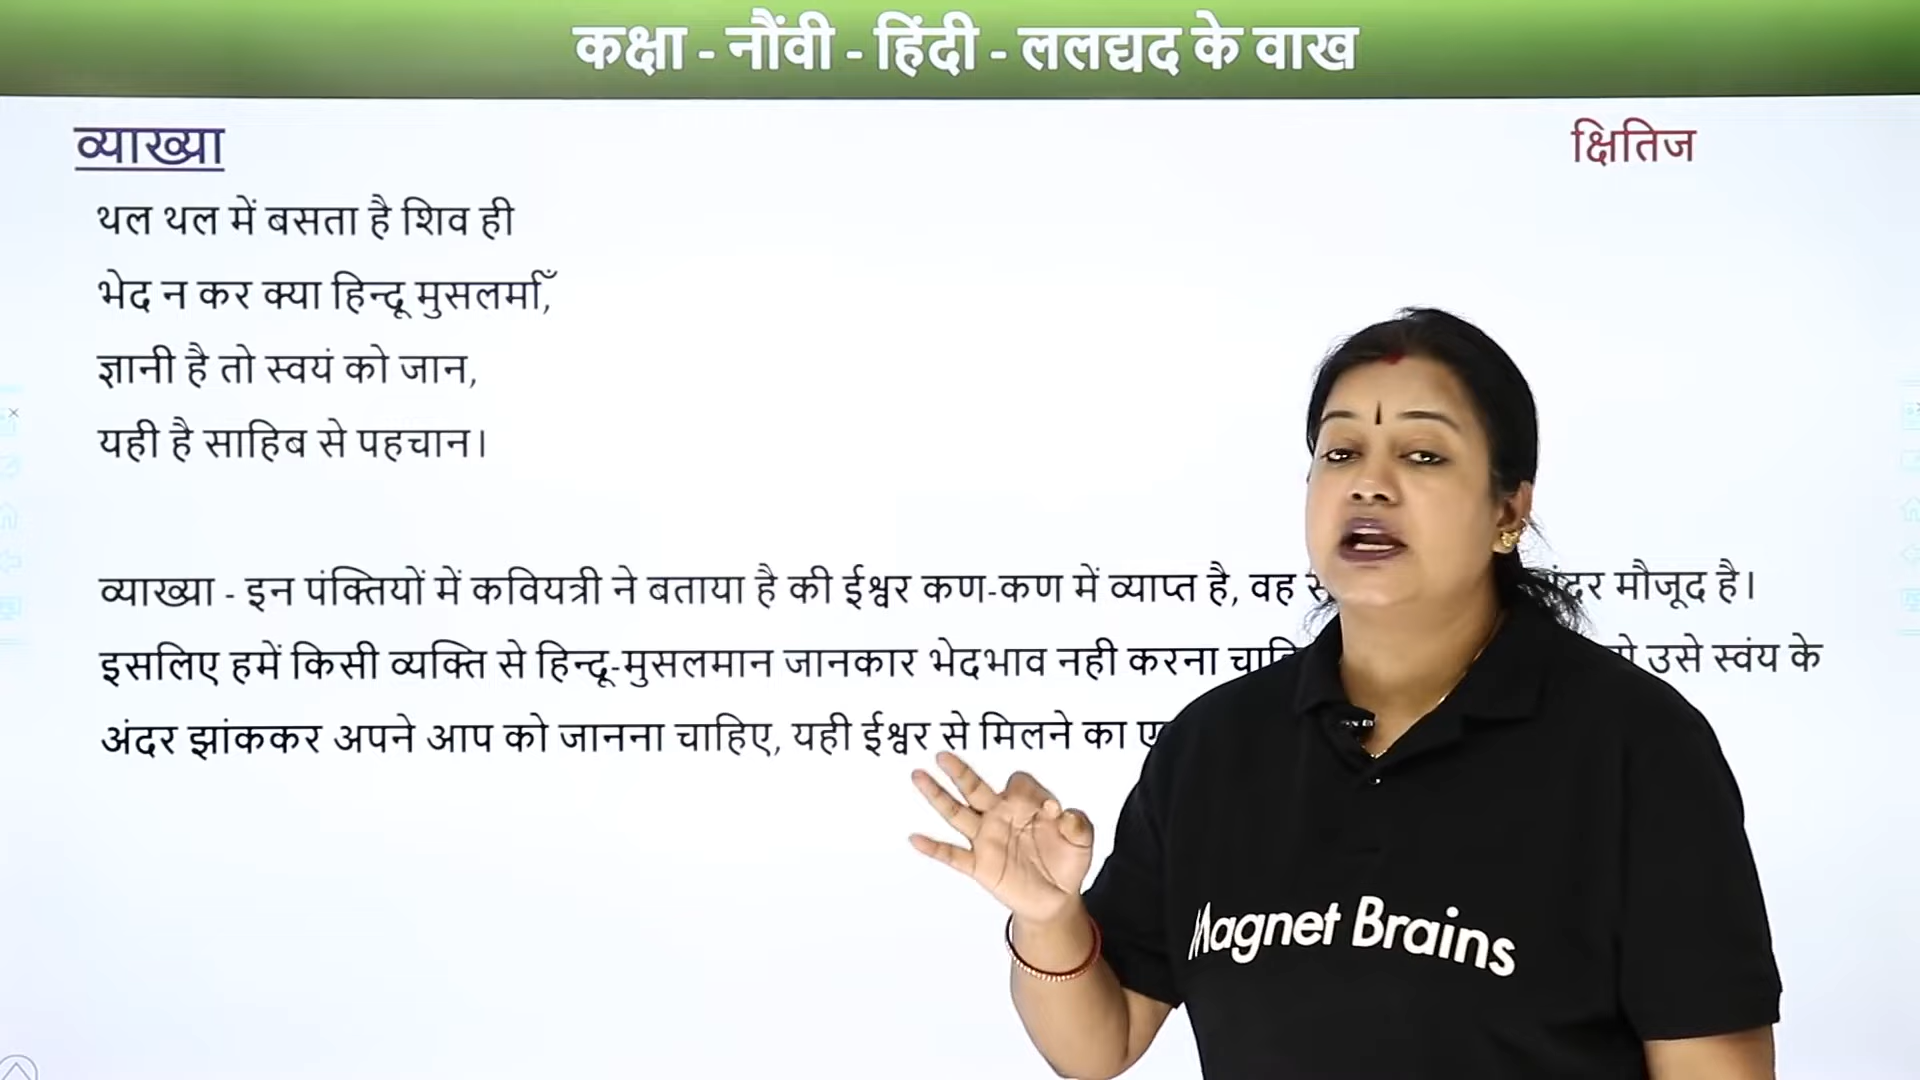 कक्षा - नौंवी - हिंदी - ललद्यद के वाख
व्याख्या
क्षितिज
थल थल में बसता है शिव ही
भेद न कर क्या हिन्दू मुसलर्माँ,
ज्ञानी है तो स्वयं को जान,
यही है साहिब से पहचान।
व्याख्या - इन पंक्तियों में कवियत्री ने बताया है की ईश्वर कण-कण में व्याप्त है, वह मौजूद है।
इसलिए हमें किसी व्यक्ति से हिन्दू-मुसलमान जानकार भेदभाव नही करना उसे स्वंय के
अंदर झांककर अपने आप को जानना चाहिए, यही ईश्वर से मिलने का
Magnet Brains